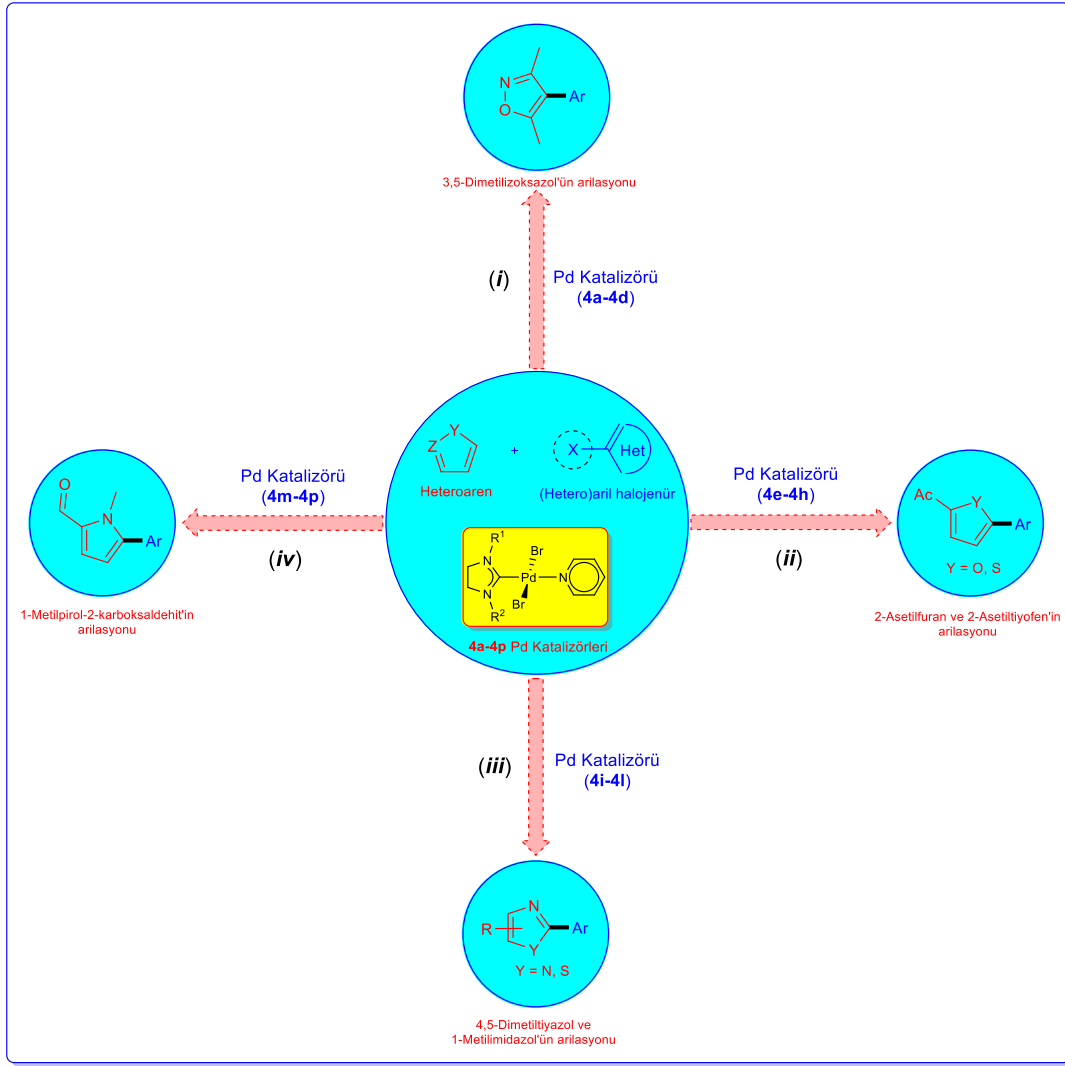 N
O
Ar
3,5-Dimetilizoksazol'ün arilasyonu
(i)
Pd Katalizörü
(4a-4d)
Y
Z
+
X
Het
Heteroaren
(Hetero)aril halojenür
R¹
N
Br
Pd
N
Br
N
R²
4a-4p Pd Katalizörleri
Pd Katalizörü
(4m-4p)
(iv)
O
N
Ar
1-Metilpirol-2-karboksaldehit'in
arilasyonu
Pd Katalizörü
(4e-4h)
(ii)
Ac
Y
Ar
Y = O, S
2-Asetilfuran ve 2-Asetiltiyofen'in
arilasyonu
(iii)
Pd Katalizörü
(4i-4l)
N
R
Ar
Y
Y = N, S
4,5-Dimetiltiyazol ve
1-Metilimidazol'ün arilasyonu